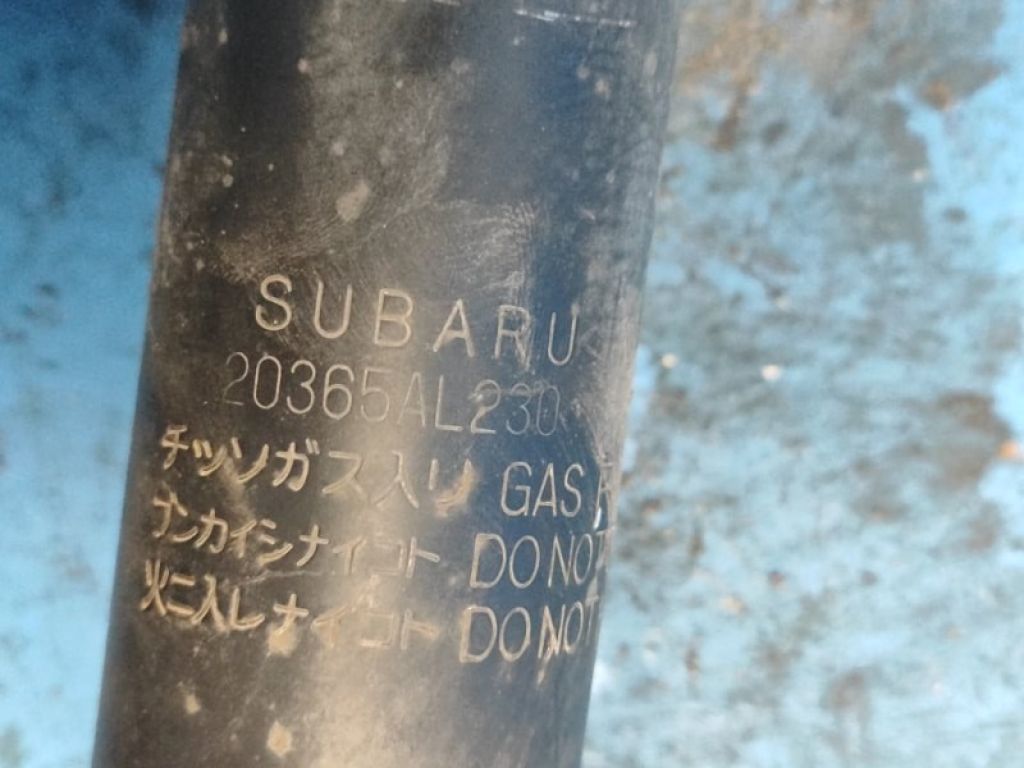 SUBARU
20365AL230
チッソガス入リ GAS
ブンカイシナイコト DO NOT
火ニ入レナイコト DO NOT